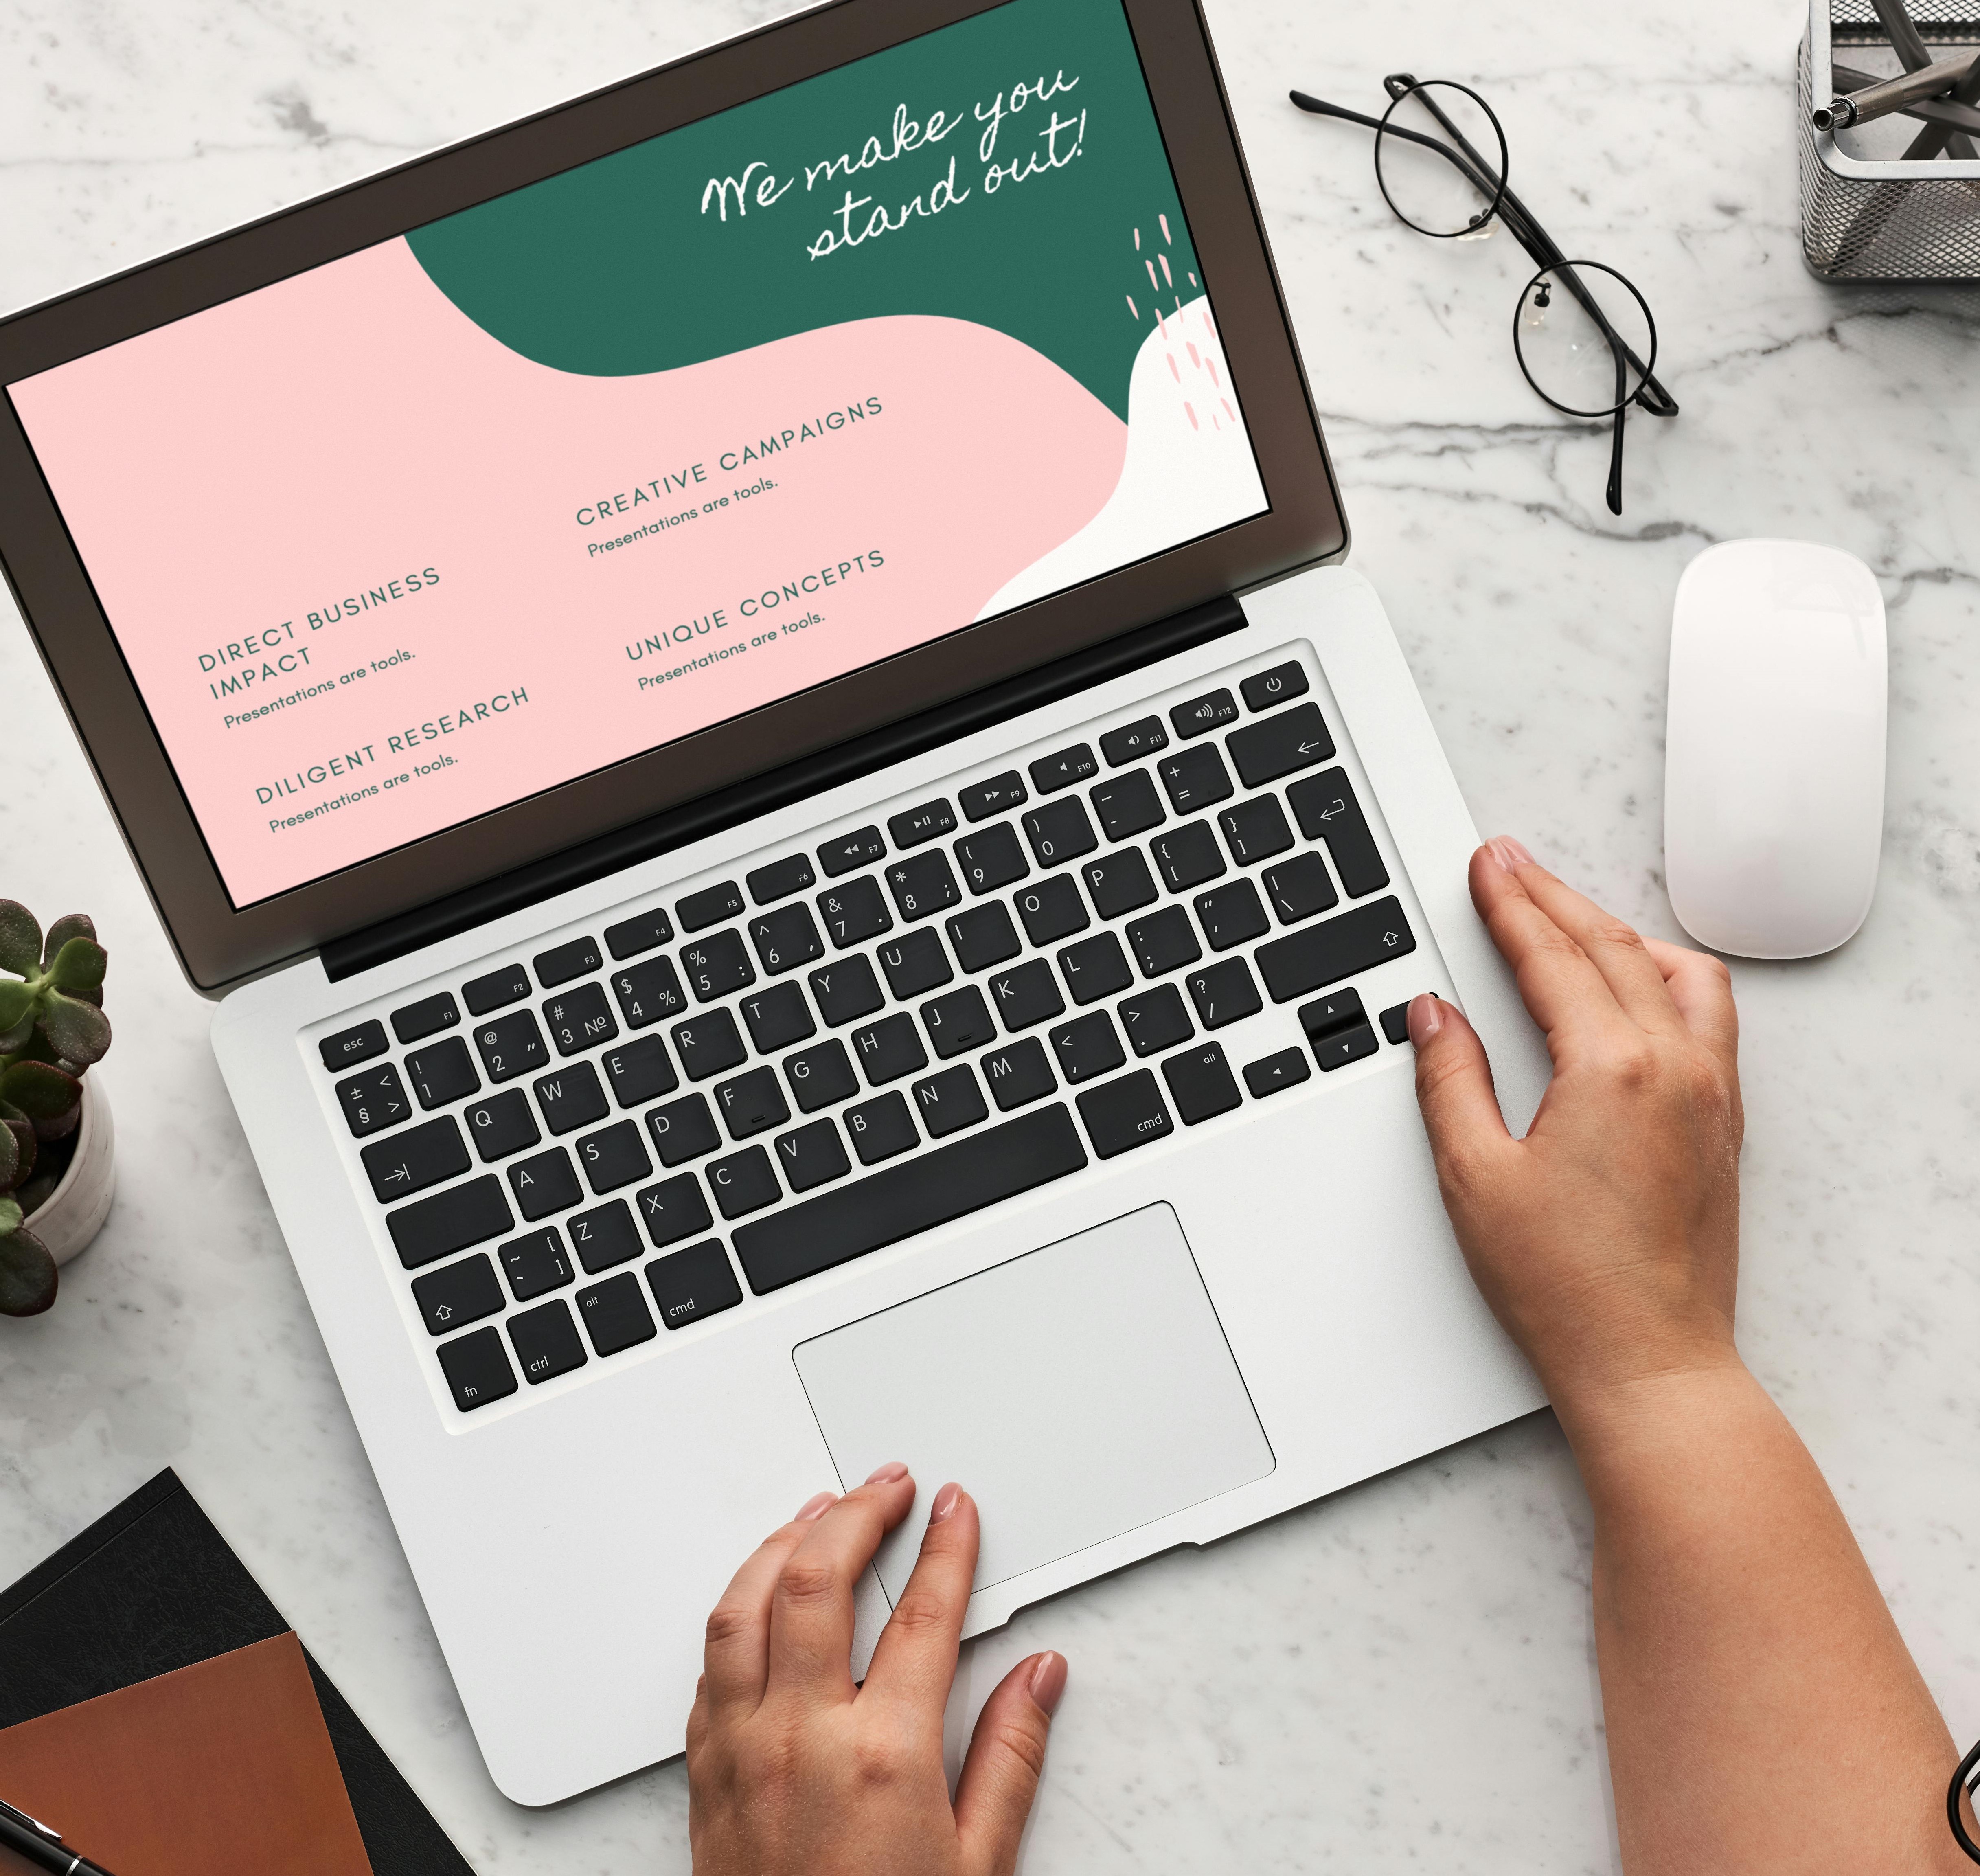 We make you
stand out!
CREATIVE CAMPAIGNS
Presentations are tools.
DIRECT BUSINESS
IMPACT
Presentations are tools.
UNIQUE CONCEPTS
Presentations are tools.
DILIGENT RESEARCH
Presentations are tools.
esc F1 F2 F3 F4 F5 F6 F7 F8 F9 F10 F11 F12
± § < > ! 1 @ 2 " # 3 № $ 4 % % 5 : ^ 6 , & 7 . * 8 ; ( 9 ) 0 – - + =
Q W E R T Y U I O P { [ } ]
A S D F G H J K L : ; " ' | \
~ ` [ ] Z X C V B N M < , > . ? /
fn ctrl alt cmd cmd alt